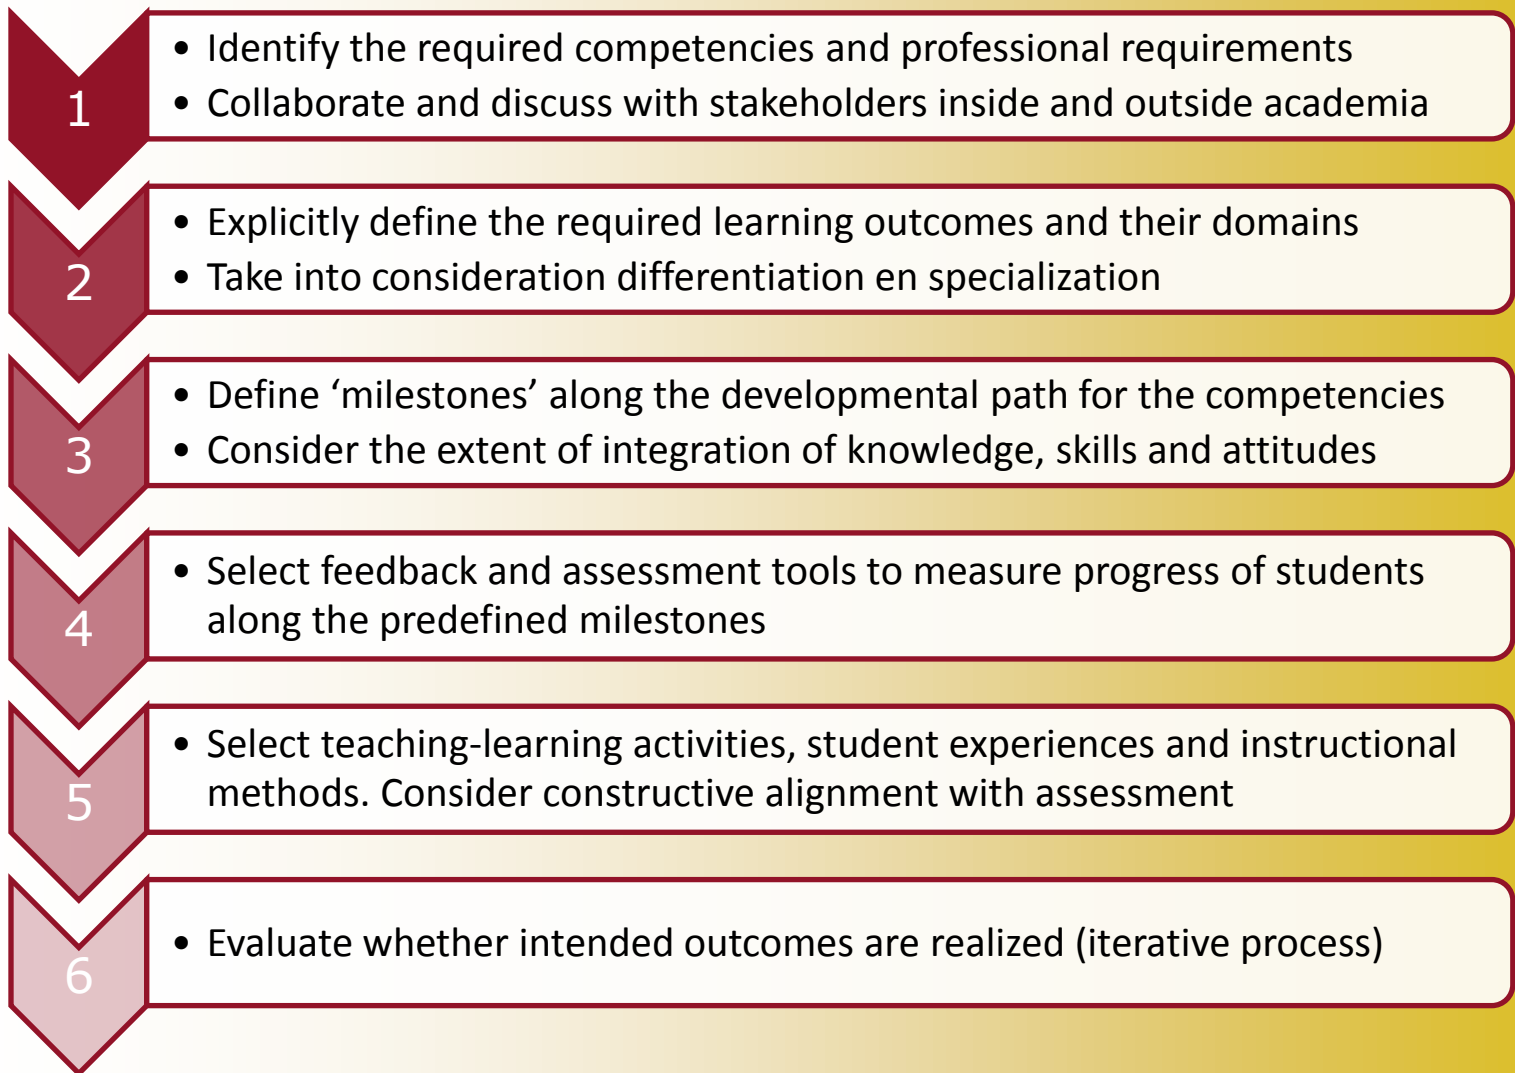 1
• Identify the required competencies and professional requirements
• Collaborate and discuss with stakeholders inside and outside academia
2
• Explicitly define the required learning outcomes and their domains
• Take into consideration differentiation en specialization
3
• Define ‘milestones’ along the developmental path for the competencies
• Consider the extent of integration of knowledge, skills and attitudes
4
• Select feedback and assessment tools to measure progress of students
along the predefined milestones
5
• Select teaching-learning activities, student experiences and instructional
methods. Consider constructive alignment with assessment
6
• Evaluate whether intended outcomes are realized (iterative process)